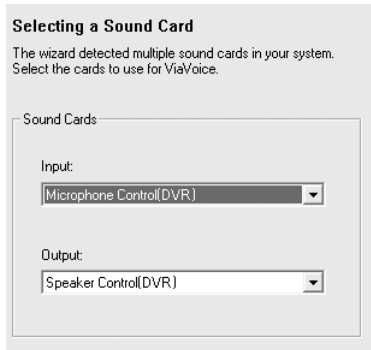 Selecting a Sound Card
The wizard detected multiple sound cards in your system.
Select the cards to use for ViaVoice.
Sound Cards
Input:
Microphone Control(DVR)
Output:
Speaker Control(DVR)